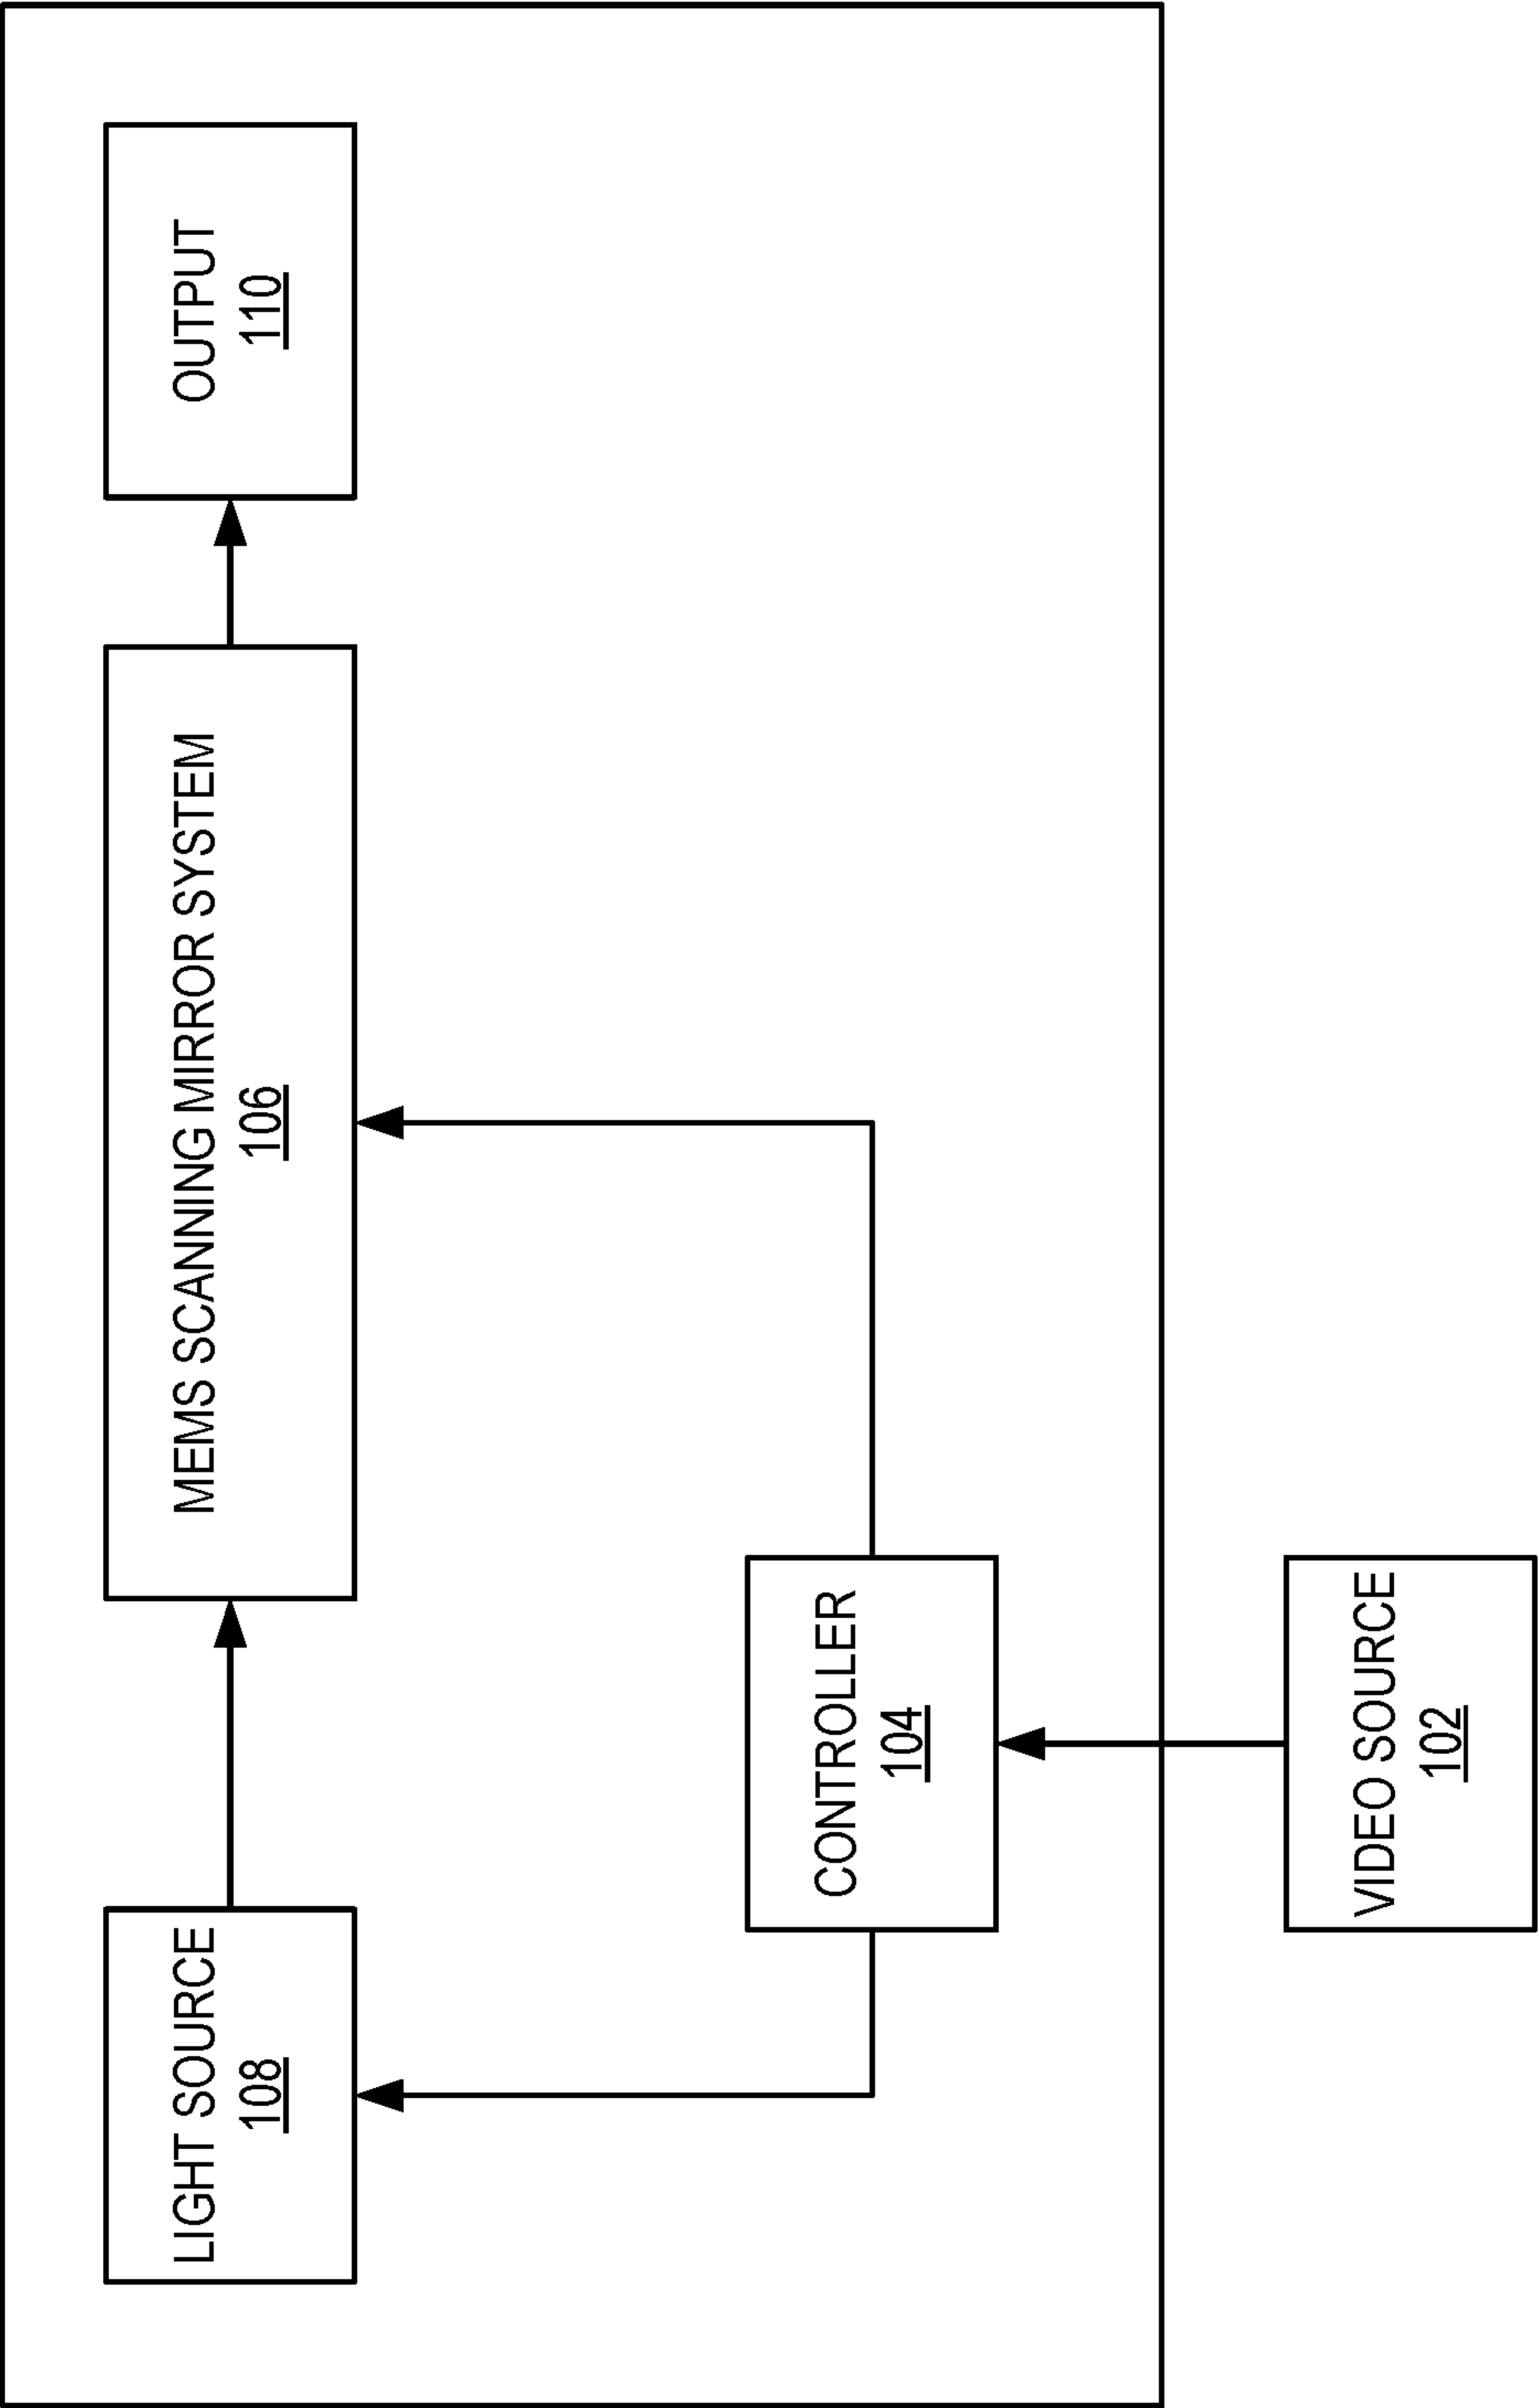 LIGHT SOURCE
108
MEMS SCANNING MIRROR SYSTEM
106
OUTPUT
110
CONTROLLER
104
VIDEO SOURCE
102